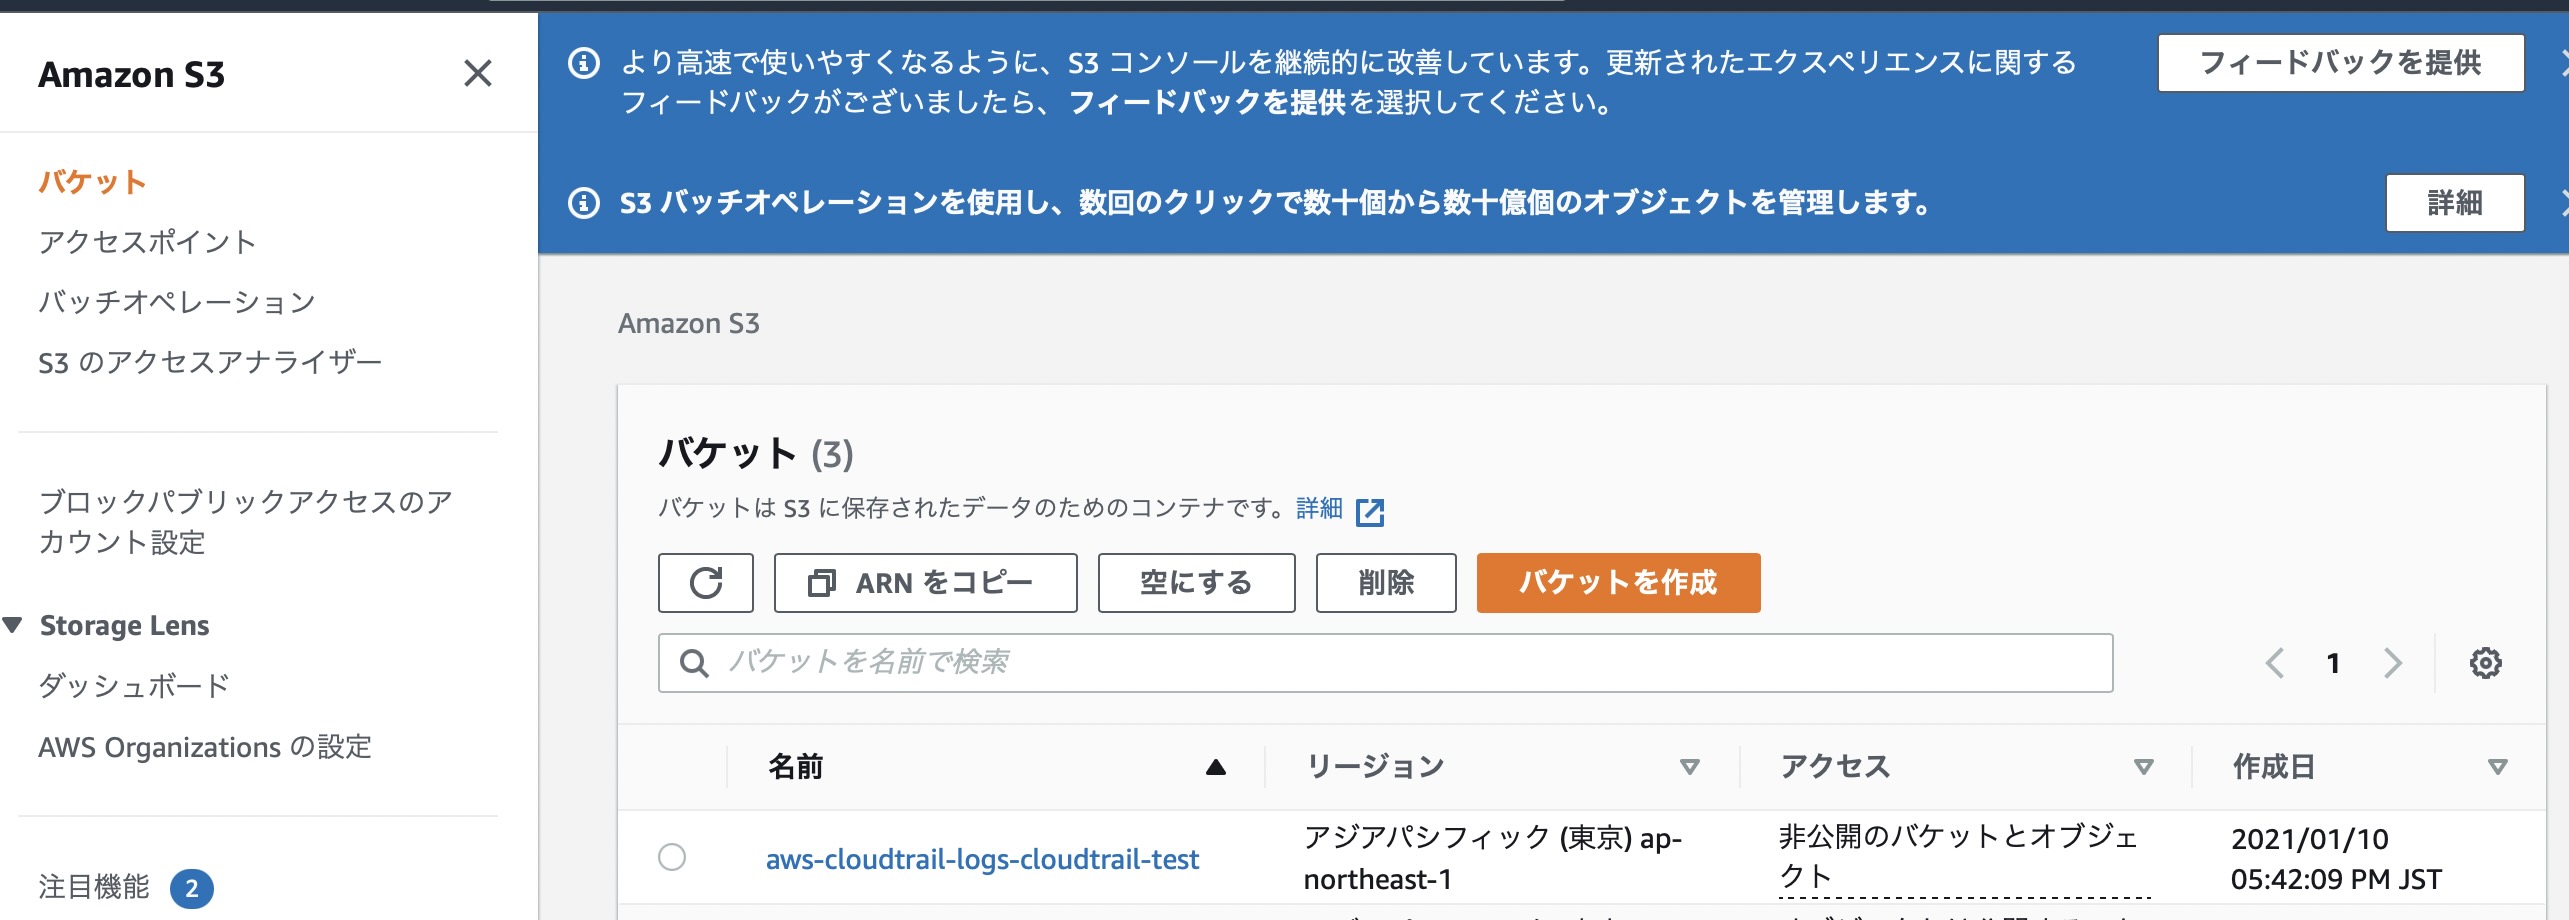 Amazon S3
バケット
アクセスポイント
バッチオペレーション
S3 のアクセスアナライザー
ブロックパブリックアクセスのア
カウント設定
Storage Lens
ダッシュボード
AWS Organizations の設定
注目機能 2
より高速で使いやすくなるように、S3 コンソールを継続的に改善しています。更新されたエクスペリエンスに関する
フィードバックがございましたら、フィードバックを提供を選択してください。
フィードバックを提供
S3 バッチオペレーションを使用し、数回のクリックで数十個から数十億個のオブジェクトを管理します。
詳細
Amazon S3
バケット (3)
バケットは S3 に保存されたデータのためのコンテナです。詳細
ARN をコピー 空にする 削除 バケットを作成
バケットを名前で検索
1
名前 リージョン アクセス 作成日
aws-cloudtrail-logs-cloudtrail-test
アジアパシフィック (東京) ap-
northeast-1
非公開のバケットとオブジェ
クト
2021/01/10
05:42:09 PM JST